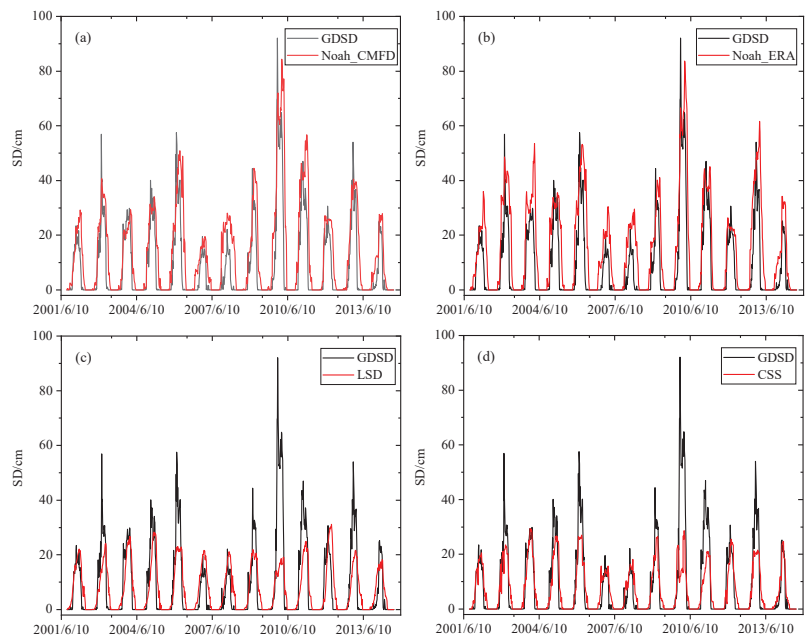 (a)
GDSD
Noah_CMFD
100
80
60
40
20
0
SD/cm
2001/6/10
2004/6/10
2007/6/10
2010/6/10
2013/6/10
(b)
GDSD
Noah_ERA
100
80
60
40
20
0
SD/cm
2001/6/10
2004/6/10
2007/6/10
2010/6/10
2013/6/10
(c)
GDSD
LSD
100
80
60
40
20
0
SD/cm
2001/6/10
2004/6/10
2007/6/10
2010/6/10
2013/6/10
(d)
GDSD
CSS
100
80
60
40
20
0
SD/cm
2001/6/10
2004/6/10
2007/6/10
2010/6/10
2013/6/10